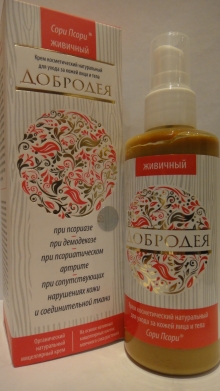 Сори Псори®
живичный
Крем косметический натуральный
для ухода за кожей лица и тела
ДОБРОДЕЯ
при псориазе
при демодекозе
при псориатическом
артрите
при сопутствующих
нарушениях кожи
и соединительной ткани
Органический
натуральный
живичный
ДОБРОДЕЯ
Крем косметический натуральный
для ухода за кожей лица и тела
Сори Псори®